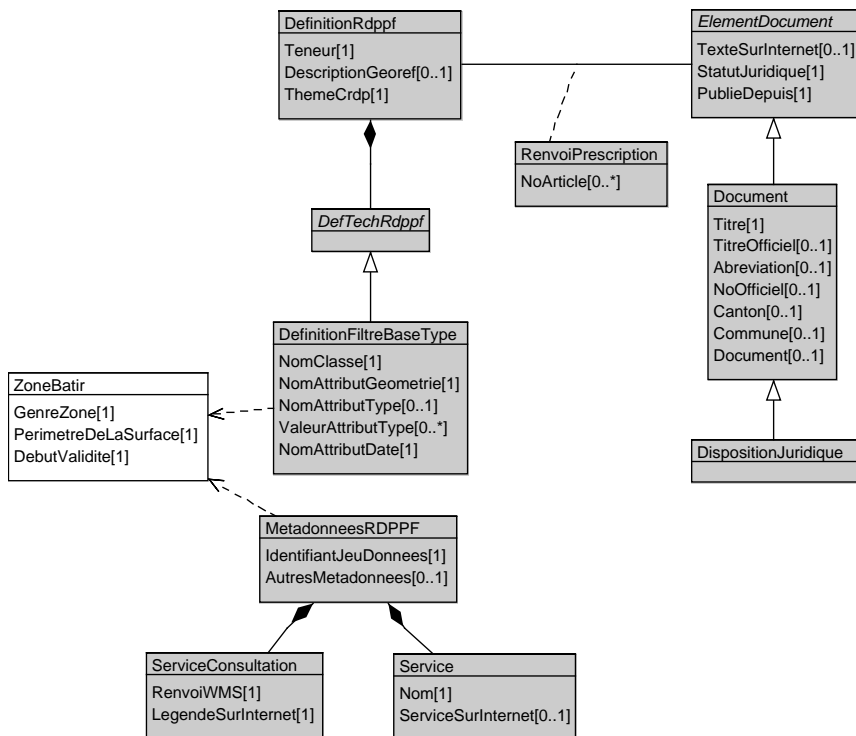 DefinitionRdppf
Teneur[1]
DescriptionGeoref[0..1]
ThemeCrdp[1]
ElementDocument
TexteSurInternet[0..1]
StatutJuridique[1]
PublieDepuis[1]
RenvoiPrescription
NoArticle[0..*]
DefTechRdppf
Document
Titre[1]
TitreOfficiel[0..1]
Abreviation[0..1]
NoOfficiel[0..1]
Canton[0..1]
Commune[0..1]
Document[0..1]
DefinitionFiltreBaseType
NomClasse[1]
NomAttributGeometrie[1]
NomAttributType[0..1]
ValeurAttributType[0..*]
NomAttributDate[1]
ZoneBatir
GenreZone[1]
PerimetreDeLaSurface[1]
DebutValidite[1]
DispositionJuridique
MetadonneesRDPPF
IdentifiantJeuDonnees[1]
AutresMetadonnees[0..1]
ServiceConsultation
RenvoiWMS[1]
LegendeSurInternet[1]
Service
Nom[1]
ServiceSurInternet[0..1]